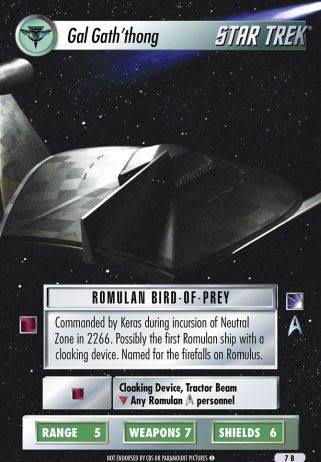 Gal Gath'thong STAR TREK®
ROMULAN BIRD-OF-PREY
Commanded by Keras during incursion of Neutral
Zone in 2266. Possibly the first Romulan ship with a
cloaking device. Named for the firefalls on Romulus.
Cloaking Device, Tractor Beam
Any Romulan personnel
RANGE 5 WEAPONS 7 SHIELDS 6
NOT ENDORSED BY CBS OR PARAMOUNT PICTURES
7 B